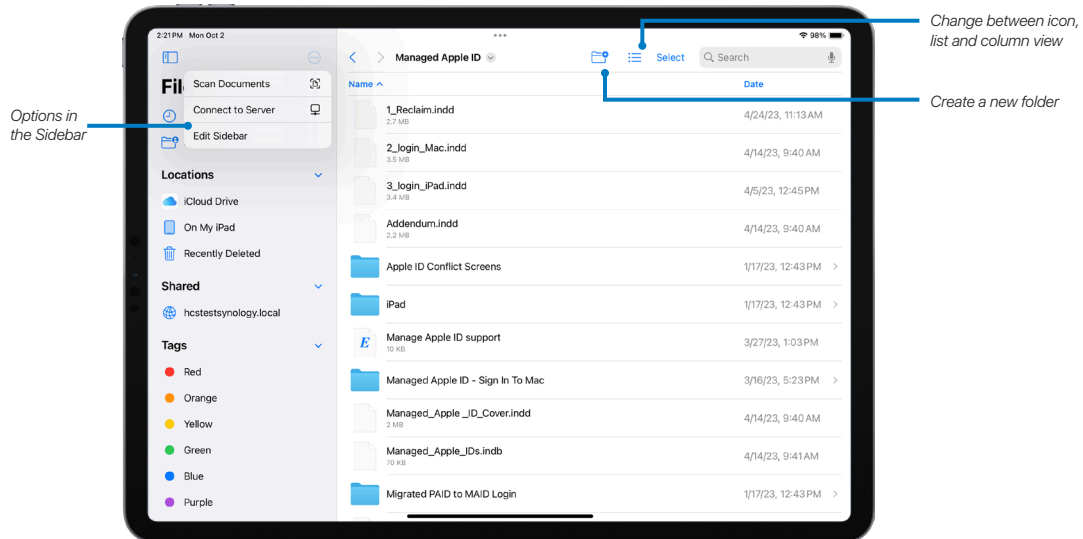 Change between icon,
list and column view
2:21 PM Mon Oct 2
98%
Managed Apple ID
Select
Search
Fil
Scan Documents
Name
Date
Connect to Server
1_Reclaim.indd
2.7 MB
4/24/23, 11:13 AM
Create a new folder
Options in
the Sidebar
Edit Sidebar
2_login_Mac.indd
3.5 MB
4/14/23, 9:40 AM
Locations
3_login_iPad.indd
3.4 MB
4/5/23, 12:45 PM
iCloud Drive
On My iPad
Addendum.indd
2.2 MB
4/14/23, 9:40 AM
Recently Deleted
Apple ID Conflict Screens
1/17/23, 12:43 PM
Shared
iPad
1/17/23, 12:43 PM
hcstestsynology.local
Tags
E
Manage Apple ID support
10 KB
3/27/23, 1:03 PM
Red
Managed Apple ID - Sign In To Mac
3/16/23, 5:23 PM
Orange
Yellow
Managed_Apple _ID_Cover.indd
2 MB
4/14/23, 9:40 AM
Green
Managed_Apple_IDs.indb
70 KB
4/14/23, 9:41 AM
Blue
Purple
Migrated PAID to MAID Login
1/17/23, 12:43 PM